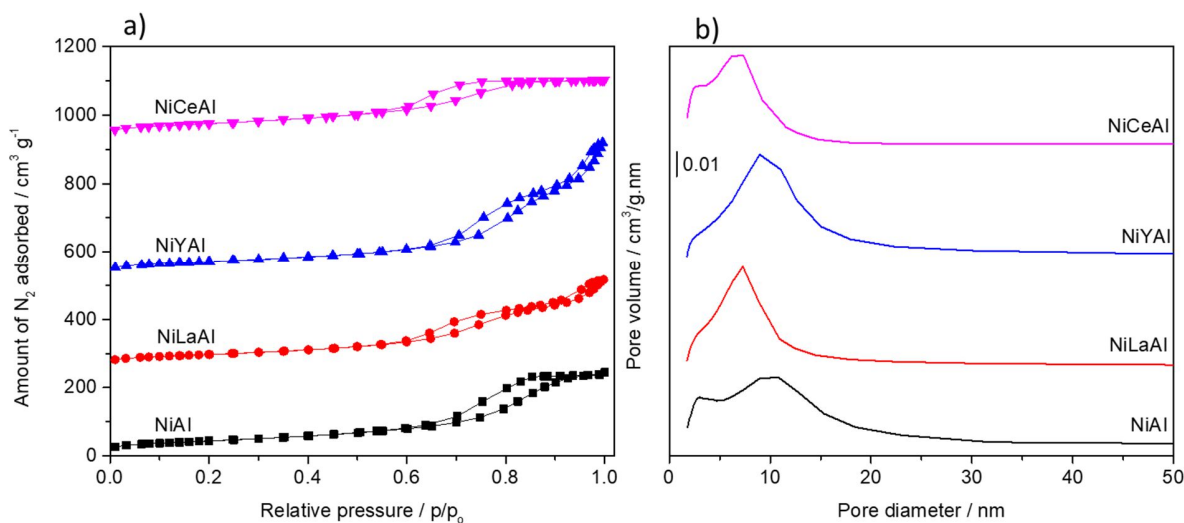 a)
Amount of N2 adsorbed / cm3 g-1
1200
1000
800
600
400
200
0
NiCeAl
NiYAl
NiLaAl
NiAl
0.0 0.2 0.4 0.6 0.8 1.0
Relative pressure / p/po
b)
Pore volume / cm3/g.nm
0.01
NiCeAl
NiYAl
NiLaAl
NiAl
0 10 20 30 40 50
Pore diameter / nm